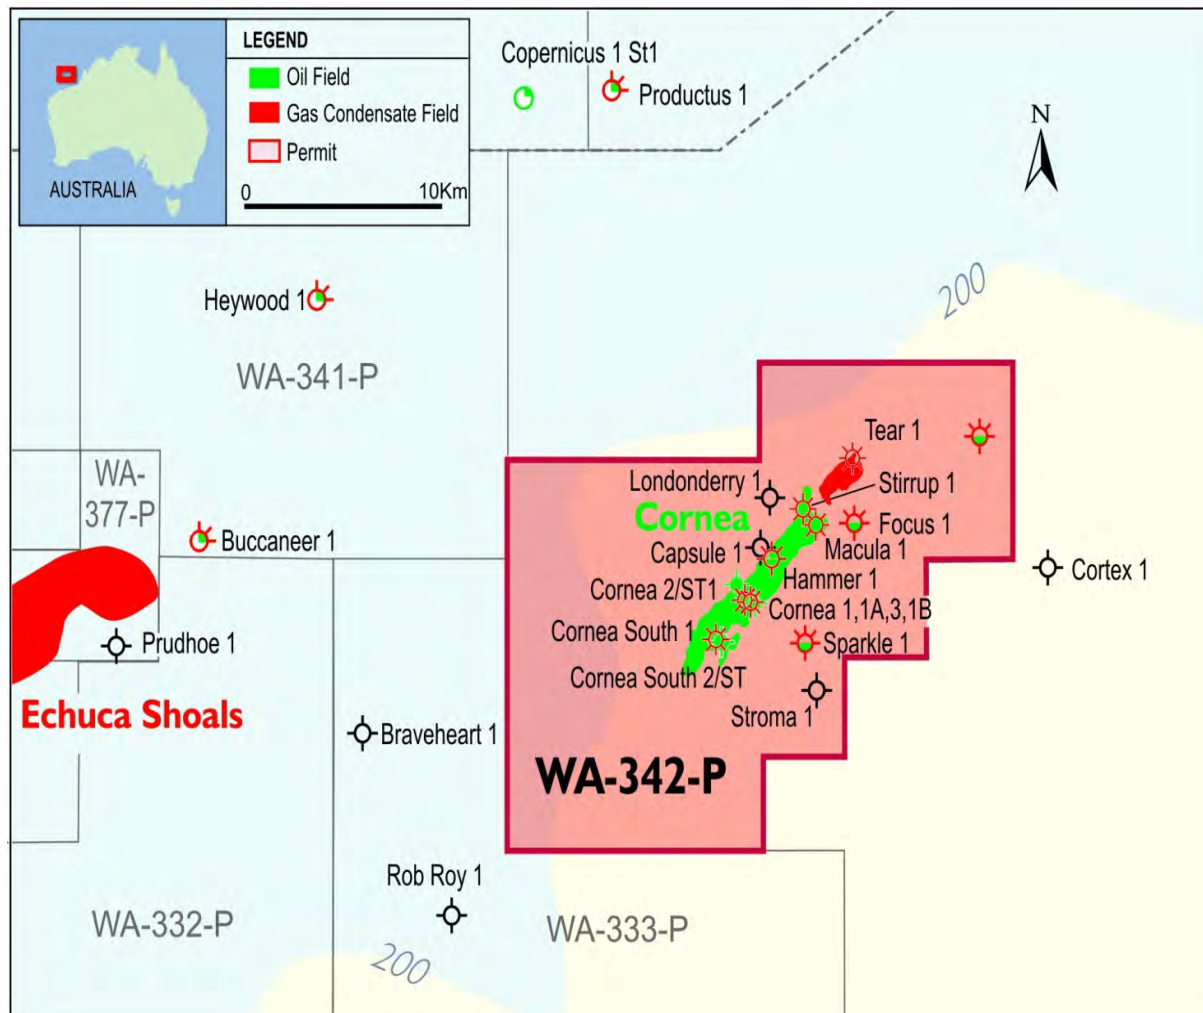 LEGEND
Oil Field
Gas Condensate Field
Permit
0 10Km
AUSTRALIA
Copernicus 1 St1
Productus 1
N
Heywood 1
200
WA-341-P
WA-
377-P
Tear 1
Londonderry 1
Stirrup 1
Cornea
Focus 1
Buccaneer 1
Capsule 1
Macula 1
Cortex 1
Hammer 1
Cornea 2/ST1
Cornea 1,1A,3,1B
Cornea South 1
Sparkle 1
Prudhoe 1
Cornea South 2/ST
Echuca Shoals
Stroma 1
Braveheart 1
WA-342-P
Rob Roy 1
WA-332-P
WA-333-P
200